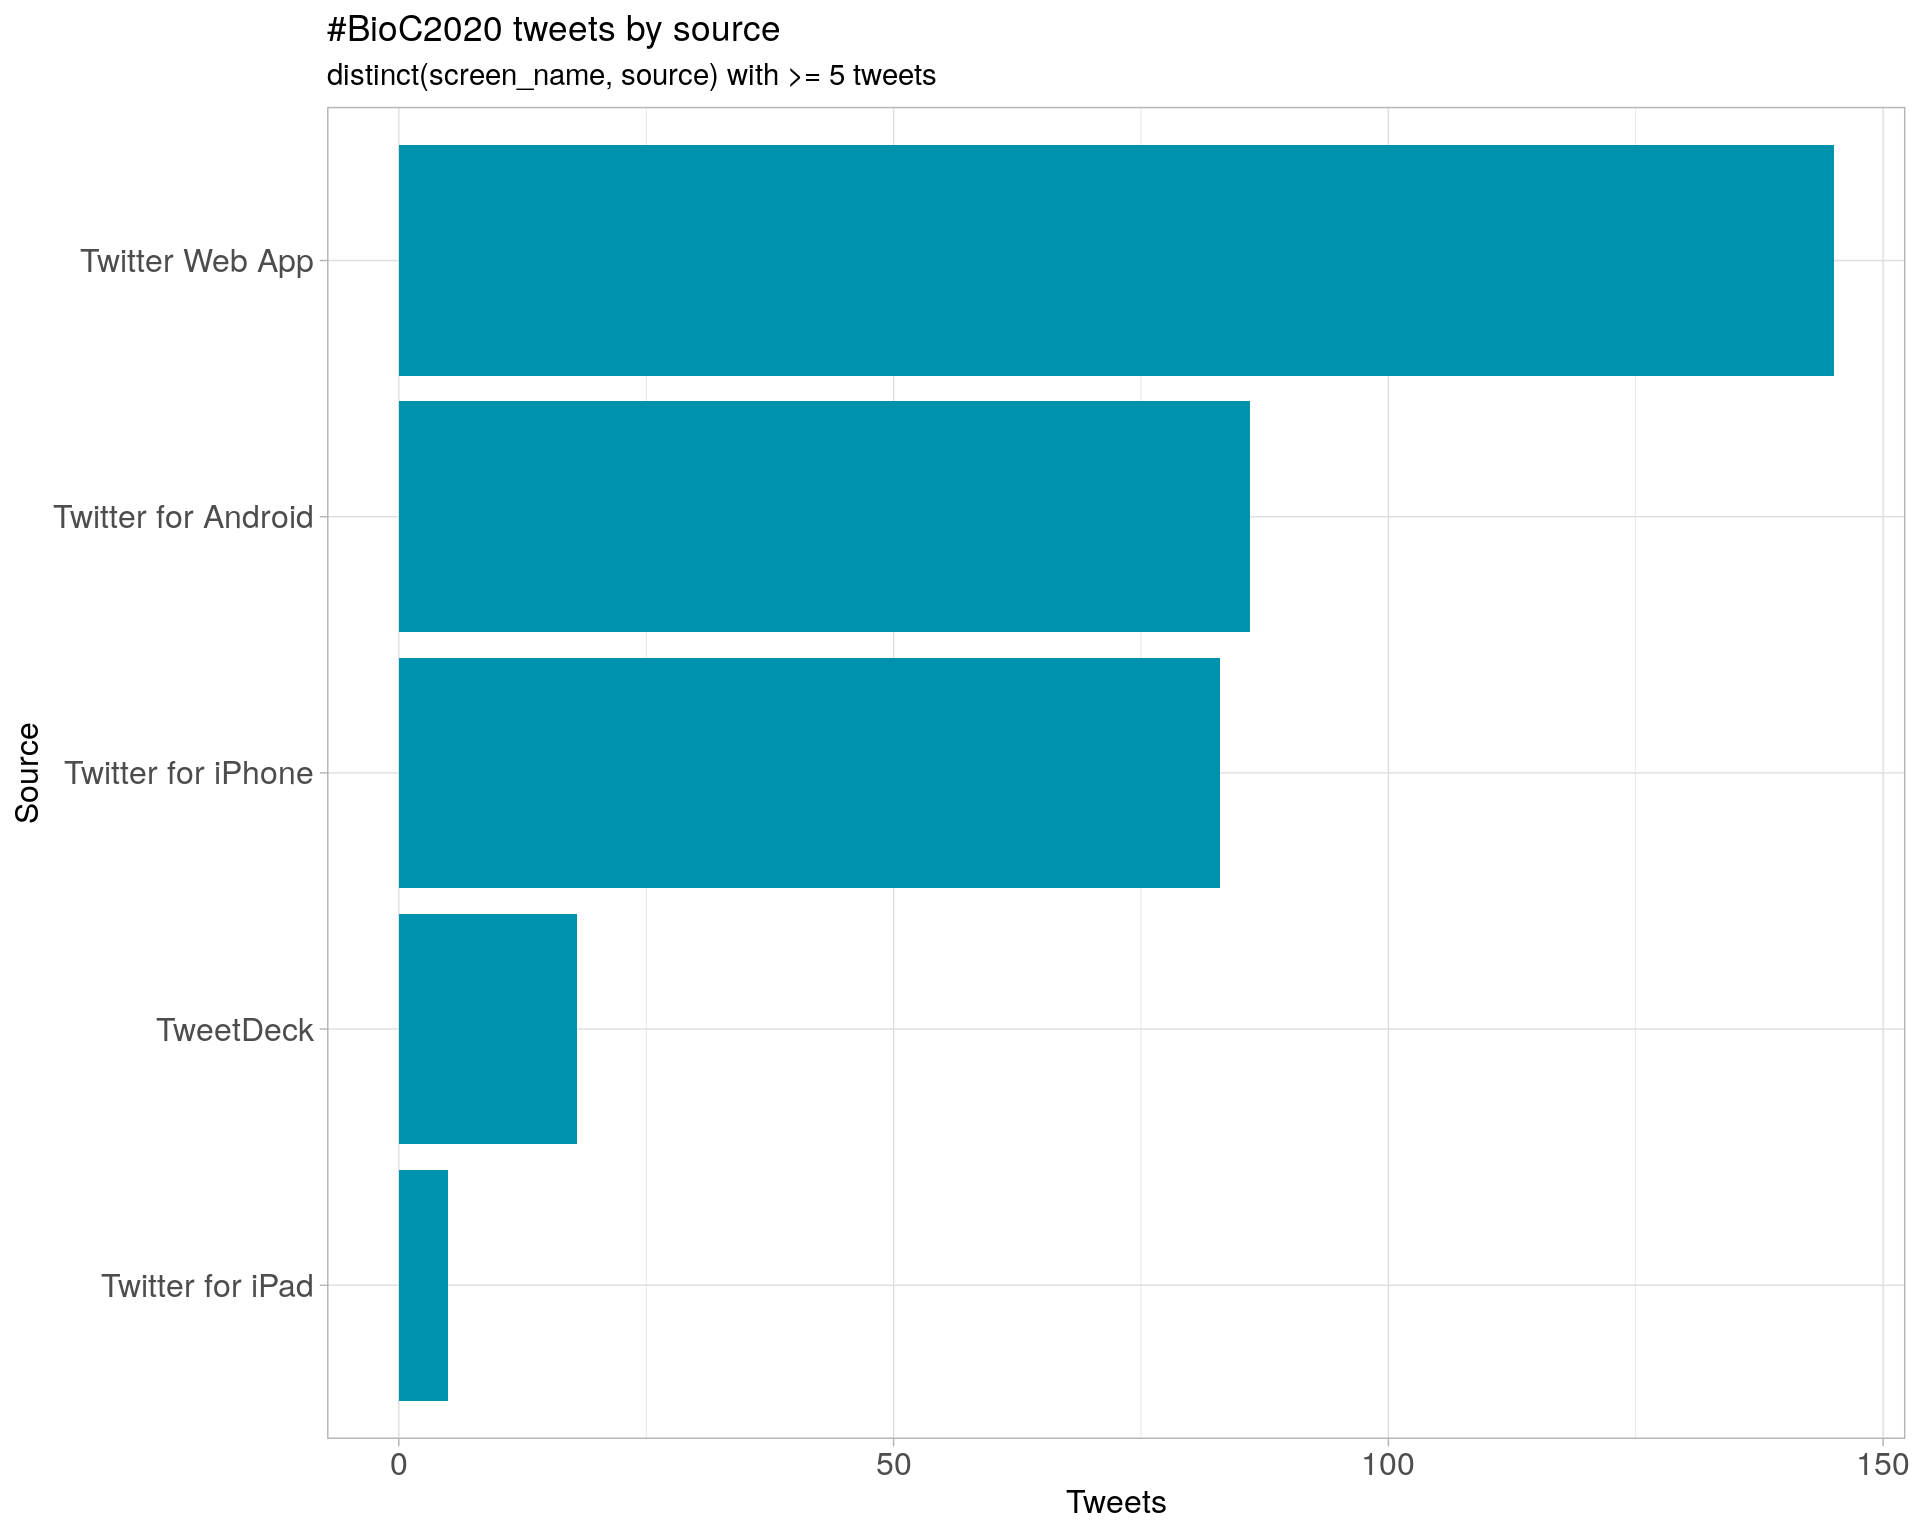 #BioC2020 tweets by source
distinct(screen_name, source) with >= 5 tweets
Source
Twitter Web App
Twitter for Android
Twitter for iPhone
TweetDeck
Twitter for iPad
0 50 100 150
Tweets